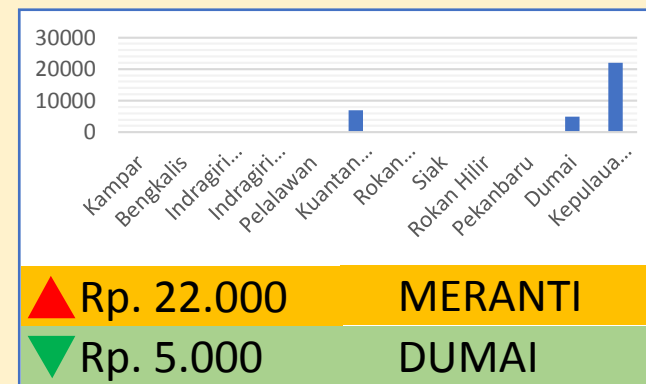 30000
20000
10000
0
Kampar
Bengkalis
Indragiri...
Indragiri...
Pelalawan
Kuantan...
Rokan...
Siak
Rokan Hilir
Pekanbaru
Dumai
Kepulaua...
Rp. 22.000 MERANTI
Rp. 5.000 DUMAI